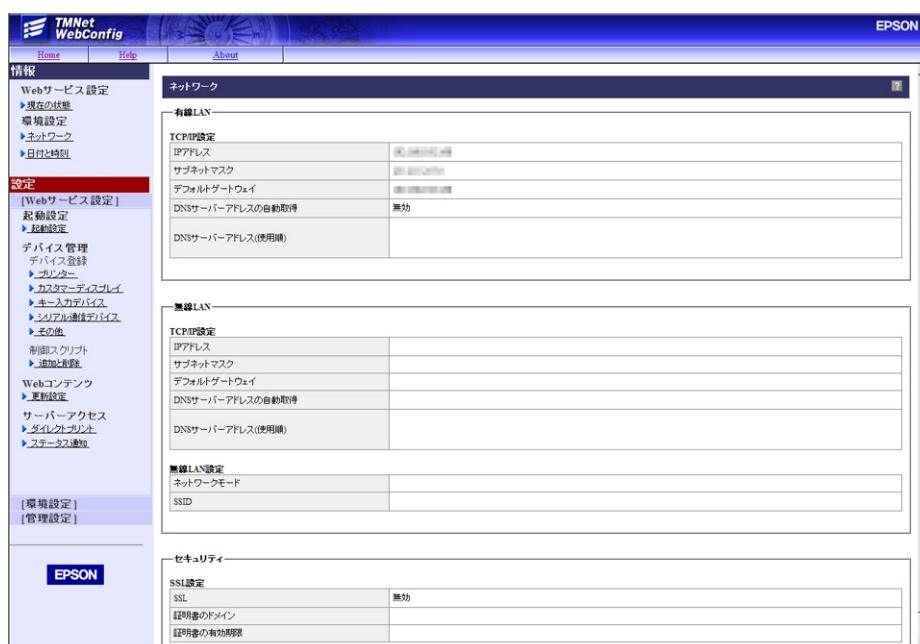 TMNet
WebConfig
EPSON
Home Help About
情報
Webサービス設定
現在の状態
環境設定
ネットワーク
日付と時刻
設定
[Webサービス設定]
起動設定
起動設定
デバイス管理
デバイス登録
プリンター
カスタマーディスプレイ
キー入力デバイス
シリアル通信デバイス
その他
制御スクリプト
追加と削除
Webコンテンツ
更新設定
サーバーアクセス
ダイレクトプリント
ステータス通知
[環境設定]
[管理設定]
EPSON
ネットワーク ?
有線LAN
TCP/IP設定
IPアドレス
サブネットマスク
デフォルトゲートウェイ
DNSサーバーアドレスの自動取得 無効
DNSサーバーアドレス(使用順)
無線LAN
TCP/IP設定
IPアドレス
サブネットマスク
デフォルトゲートウェイ
DNSサーバーアドレスの自動取得
DNSサーバーアドレス(使用順)
無線LAN設定
ネットワークモード
SSID
セキュリティ
SSL設定
SSL 無効
証明書のドメイン
証明書の有効期限